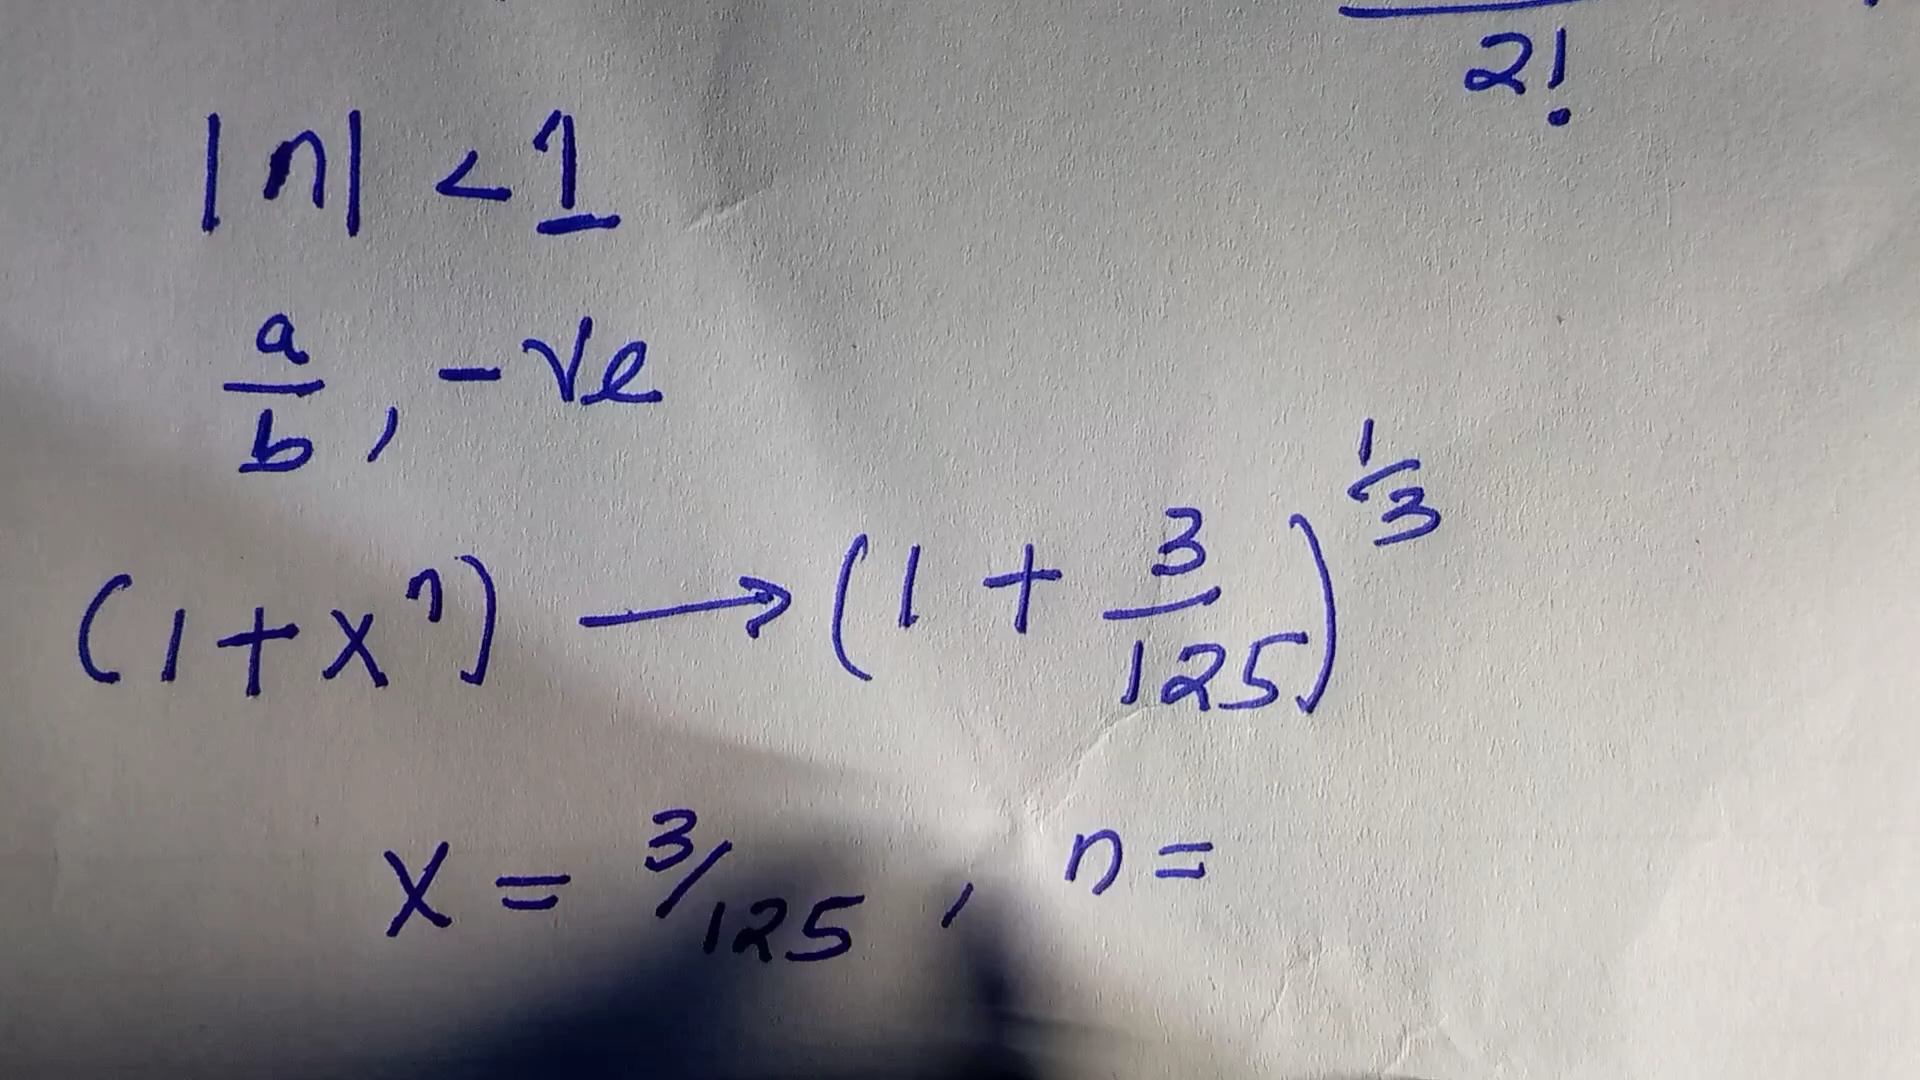 2!
|n| < 1
a/b, -ve
(1+x^n) → (1 + 3/125)^1/3
x = 3/125, n =